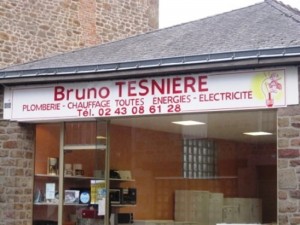 Bruno TESNIERE
PLOMBERIE - CHAUFFAGE TOUTES ENERGIES - ELECTRICITE
Tél. 02 43 08 61 28